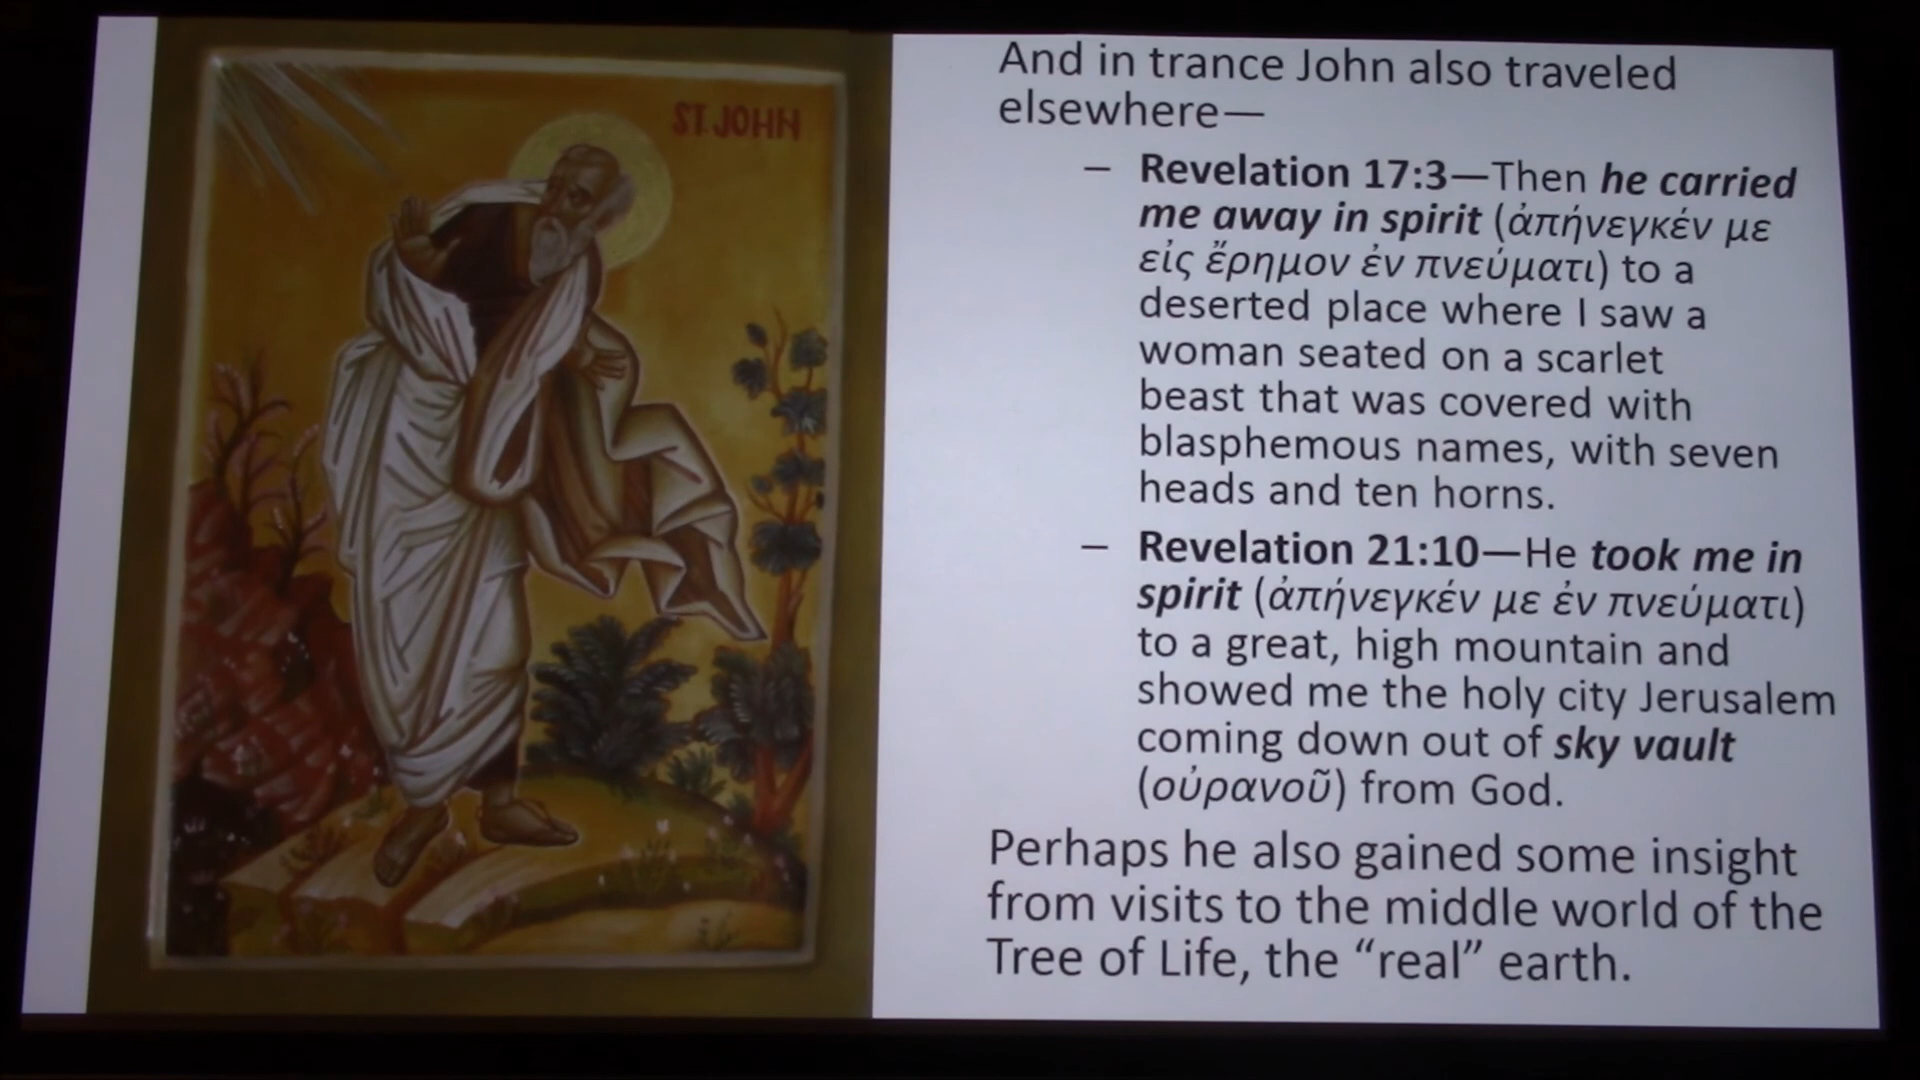 ST. JOHN
And in trance John also traveled
elsewhere—
– Revelation 17:3—Then he carried
me away in spirit (ἀπήνεγκέν με
εἰς ἔρημον ἐν πνεύματι) to a
deserted place where I saw a
woman seated on a scarlet
beast that was covered with
blasphemous names, with seven
heads and ten horns.
– Revelation 21:10—He took me in
spirit (ἀπήνεγκέν με ἐν πνεύματι)
to a great, high mountain and
showed me the holy city Jerusalem
coming down out of sky vault
(οὐρανοῦ) from God.
Perhaps he also gained some insight
from visits to the middle world of the
Tree of Life, the “real” earth.